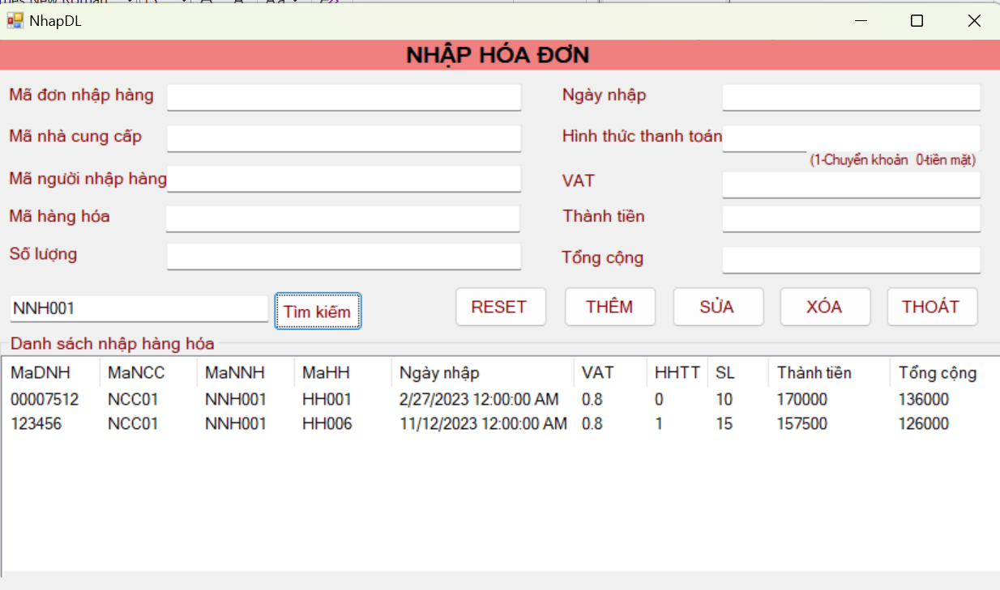 NhapDL
NHẬP HÓA ĐƠN
Mã đơn nhập hàng
Ngày nhập
Mã nhà cung cấp
Hình thức thanh toán
(1-Chuyển khoản 0-tiền mặt)
Mã người nhập hàng
VAT
Mã hàng hóa
Thành tiền
Số lượng
Tổng cộng
NNH001 Tìm kiếm RESET THÊM SỬA XÓA THOÁT
Danh sách nhập hàng hóa
MaDNH MaNCC MaNNH MaHH Ngày nhập VAT HHTT SL Thành tiền Tổng cộng
00007512 NCC01 NNH001 HH001 2/27/2023 12:00:00 AM 0.8 0 10 170000 136000
123456 NCC01 NNH001 HH006 11/12/2023 12:00:00 AM 0.8 1 15 157500 126000